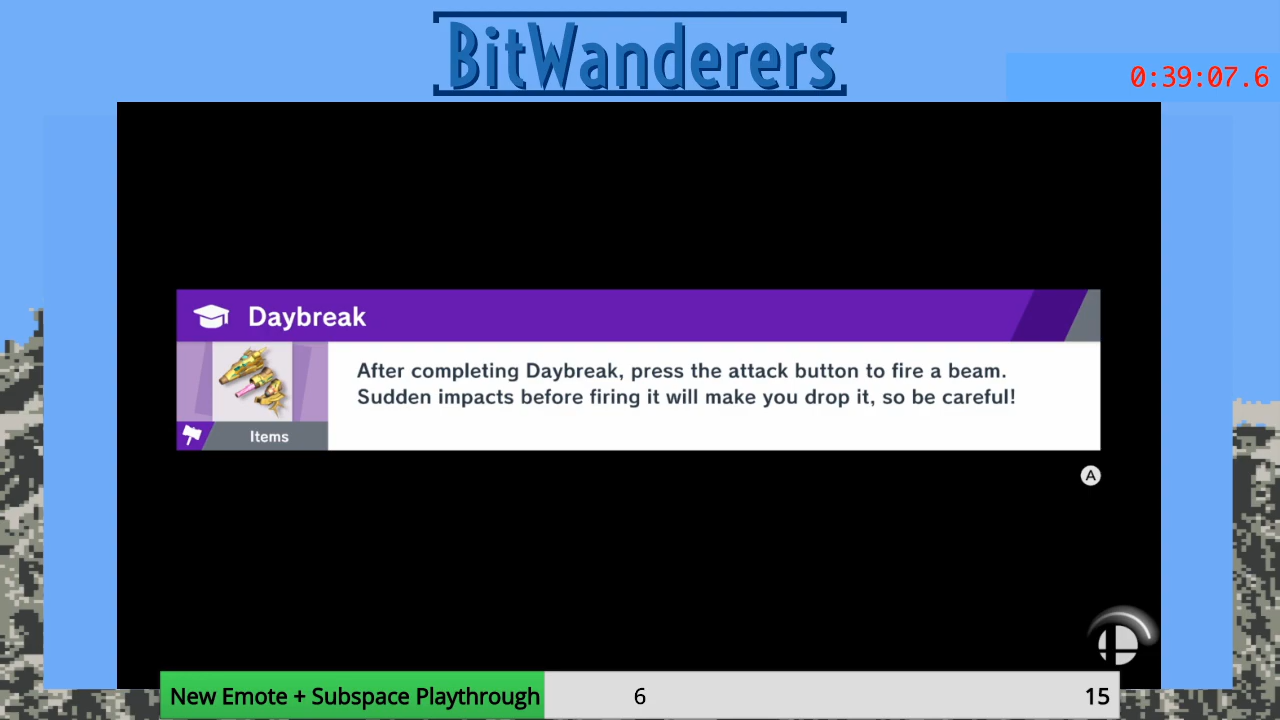 BitWanderers
0:39:07.6
Daybreak
After completing Daybreak, press the attack button to fire a beam.
Sudden impacts before firing it will make you drop it, so be careful!
Items
A
New Emote + Subspace Playthrough 6 15